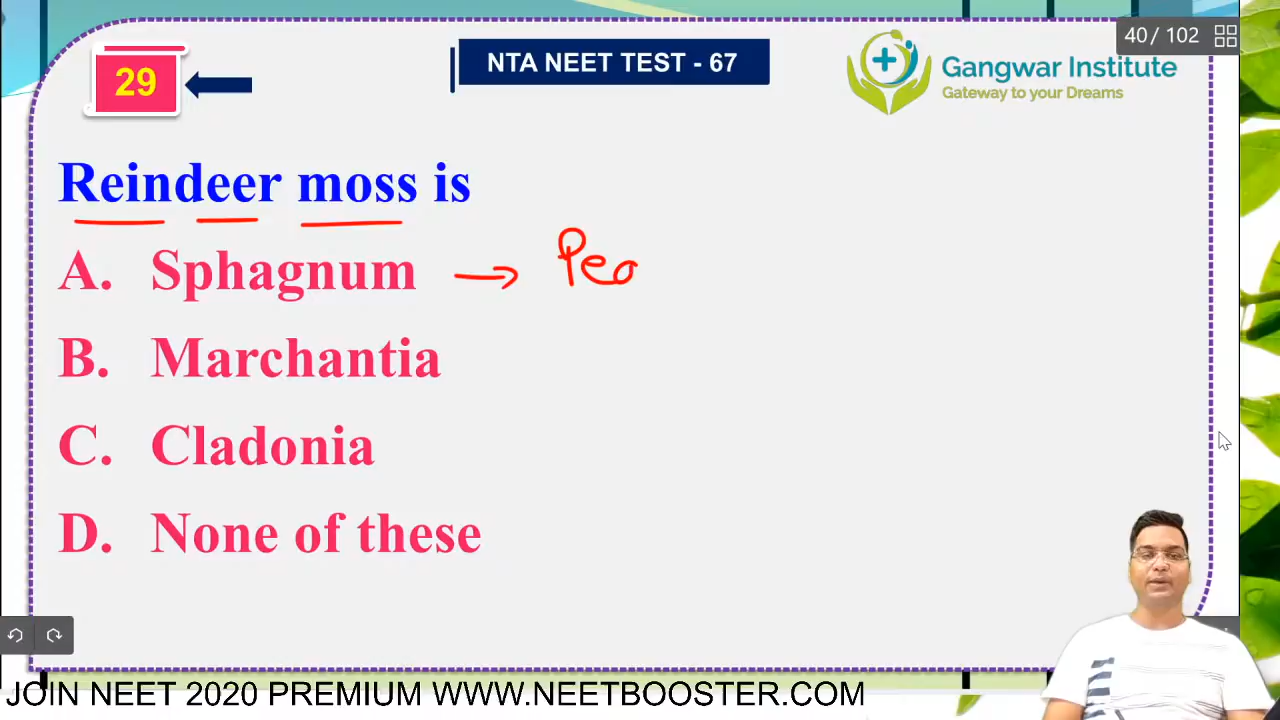 40 / 102
29
NTA NEET TEST - 67
Gangwar Institute
Gateway to your Dreams
Reindeer moss is
A. Sphagnum → Pea
B. Marchantia
C. Cladonia
D. None of these
JOIN NEET 2020 PREMIUM WWW.NEETBOOSTER.COM